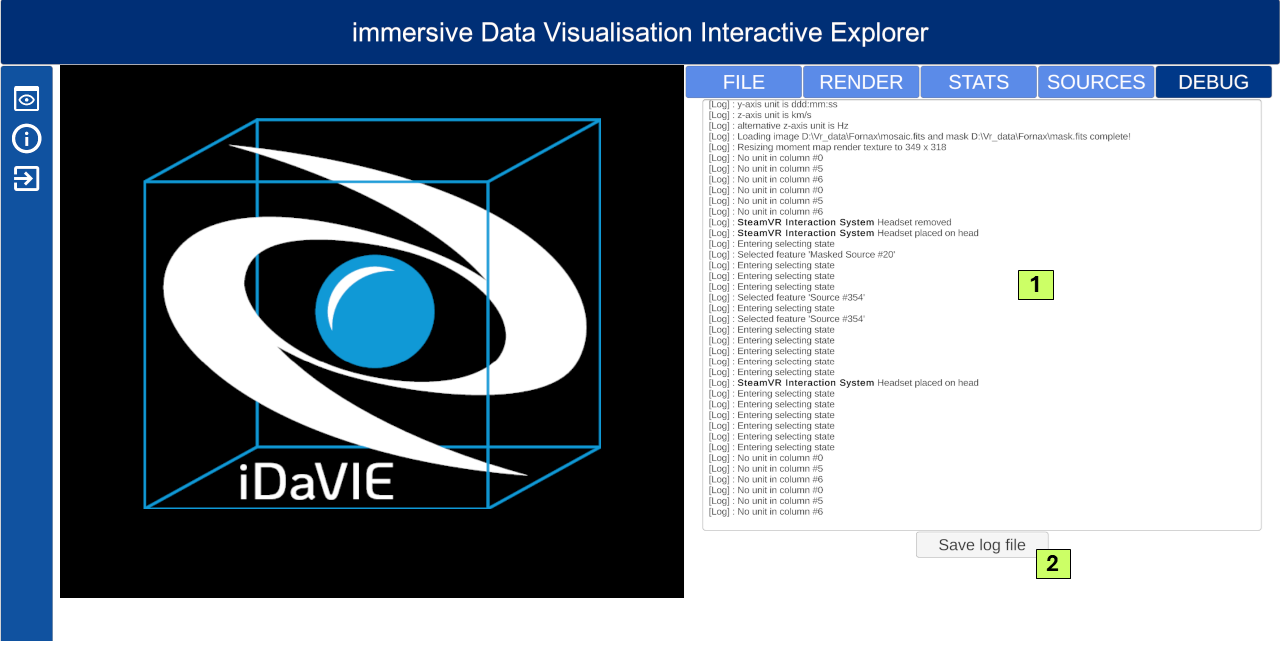 immersive Data Visualisation Interactive Explorer
FILE RENDER STATS SOURCES DEBUG
[Log] : y-axis unit is ddd:mm:ss
[Log] : z-axis unit is km/s
[Log] : alternative z-axis unit is Hz
[Log] : Loading image D:\Vr_data\Fornax\mosaic.fits and mask D:\Vr_data\Fornax\mask.fits complete!
[Log] : Resizing moment map render texture to 349 x 318
[Log] : No unit in column #0
[Log] : No unit in column #5
[Log] : No unit in column #6
[Log] : No unit in column #0
[Log] : No unit in column #5
[Log] : No unit in column #6
[Log] : SteamVR Interaction System Headset removed
[Log] : SteamVR Interaction System Headset placed on head
[Log] : Entering selecting state
[Log] : Selected feature 'Masked Source #20'
[Log] : Entering selecting state
[Log] : Entering selecting state
[Log] : Entering selecting state
[Log] : Selected feature 'Source #354'
[Log] : Entering selecting state
[Log] : Selected feature 'Source #354'
[Log] : Entering selecting state
[Log] : Entering selecting state
[Log] : Entering selecting state
[Log] : Entering selecting state
[Log] : Entering selecting state
[Log] : SteamVR Interaction System Headset placed on head
[Log] : Entering selecting state
[Log] : Entering selecting state
[Log] : Entering selecting state
[Log] : Entering selecting state
[Log] : Entering selecting state
[Log] : Entering selecting state
[Log] : No unit in column #0
[Log] : No unit in column #5
[Log] : No unit in column #6
[Log] : No unit in column #0
[Log] : No unit in column #5
[Log] : No unit in column #6
1
Save log file
2
iDaVIE